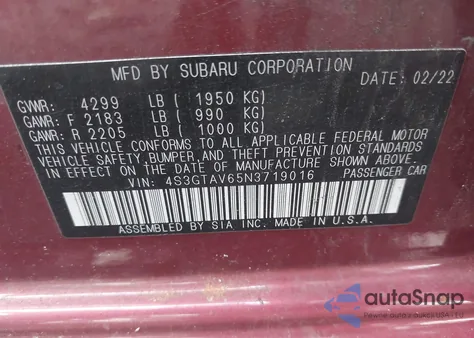 MFD BY SUBARU CORPORATION
DATE: 02/22
GVWR: 4299 LB ( 1950 KG)
GAWR: F 2183 LB ( 990 KG)
GAWR: R 2205 LB ( 1000 KG)
THIS VEHICLE CONFORMS TO ALL APPLICABLE FEDERAL MOTOR
VEHICLE SAFETY, BUMPER, AND THEFT PREVENTION STANDARDS
IN EFFECT ON THE DATE OF MANUFACTURE SHOWN ABOVE.
VIN: 4S3GTAV65N3719016 PASSENGER CAR
ASSEMBLED BY SIA INC. MADE IN U.S.A.
autoSnap